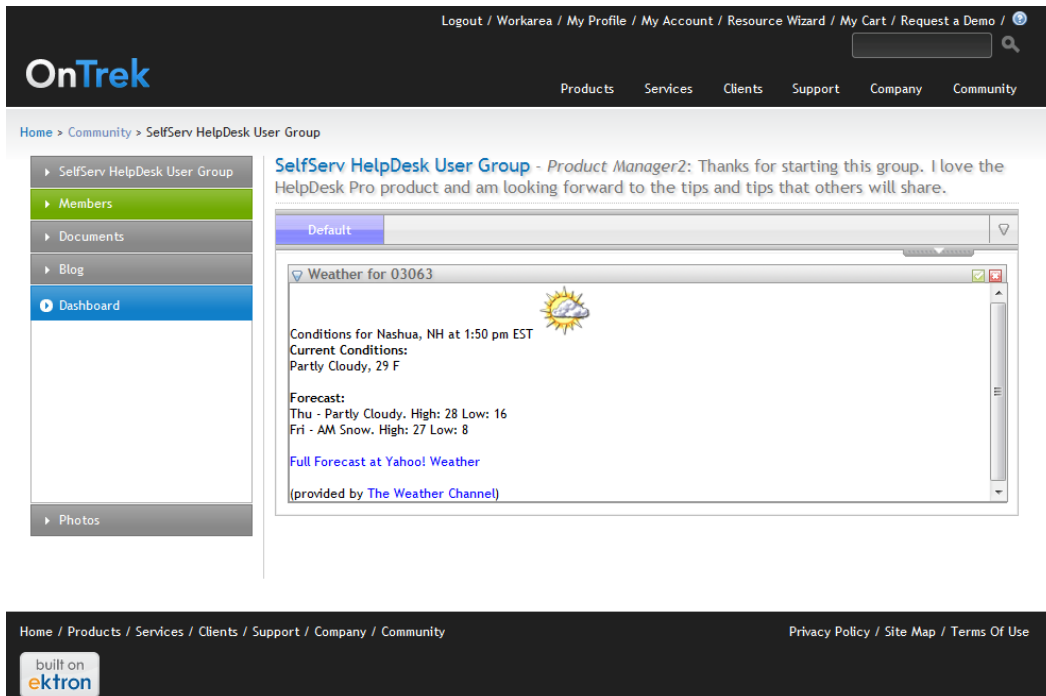 Logout / Workarea / My Profile / My Account / Resource Wizard / My Cart / Request a Demo / ?
OnTrek
Products Services Clients Support Company Community
Home > Community > SelfServ HelpDesk User Group
SelfServ HelpDesk User Group
Members
Documents
Blog
Dashboard
Photos
SelfServ HelpDesk User Group - Product Manager2: Thanks for starting this group. I love the
HelpDesk Pro product and am looking forward to the tips and tips that others will share.
Default
Weather for 03063
Conditions for Nashua, NH at 1:50 pm EST
Current Conditions:
Partly Cloudy, 29 F
Forecast:
Thu - Partly Cloudy. High: 28 Low: 16
Fri - AM Snow. High: 27 Low: 8
Full Forecast at Yahoo! Weather
(provided by The Weather Channel)
Home / Products / Services / Clients / Support / Company / Community
Privacy Policy / Site Map / Terms Of Use
built on
ektron